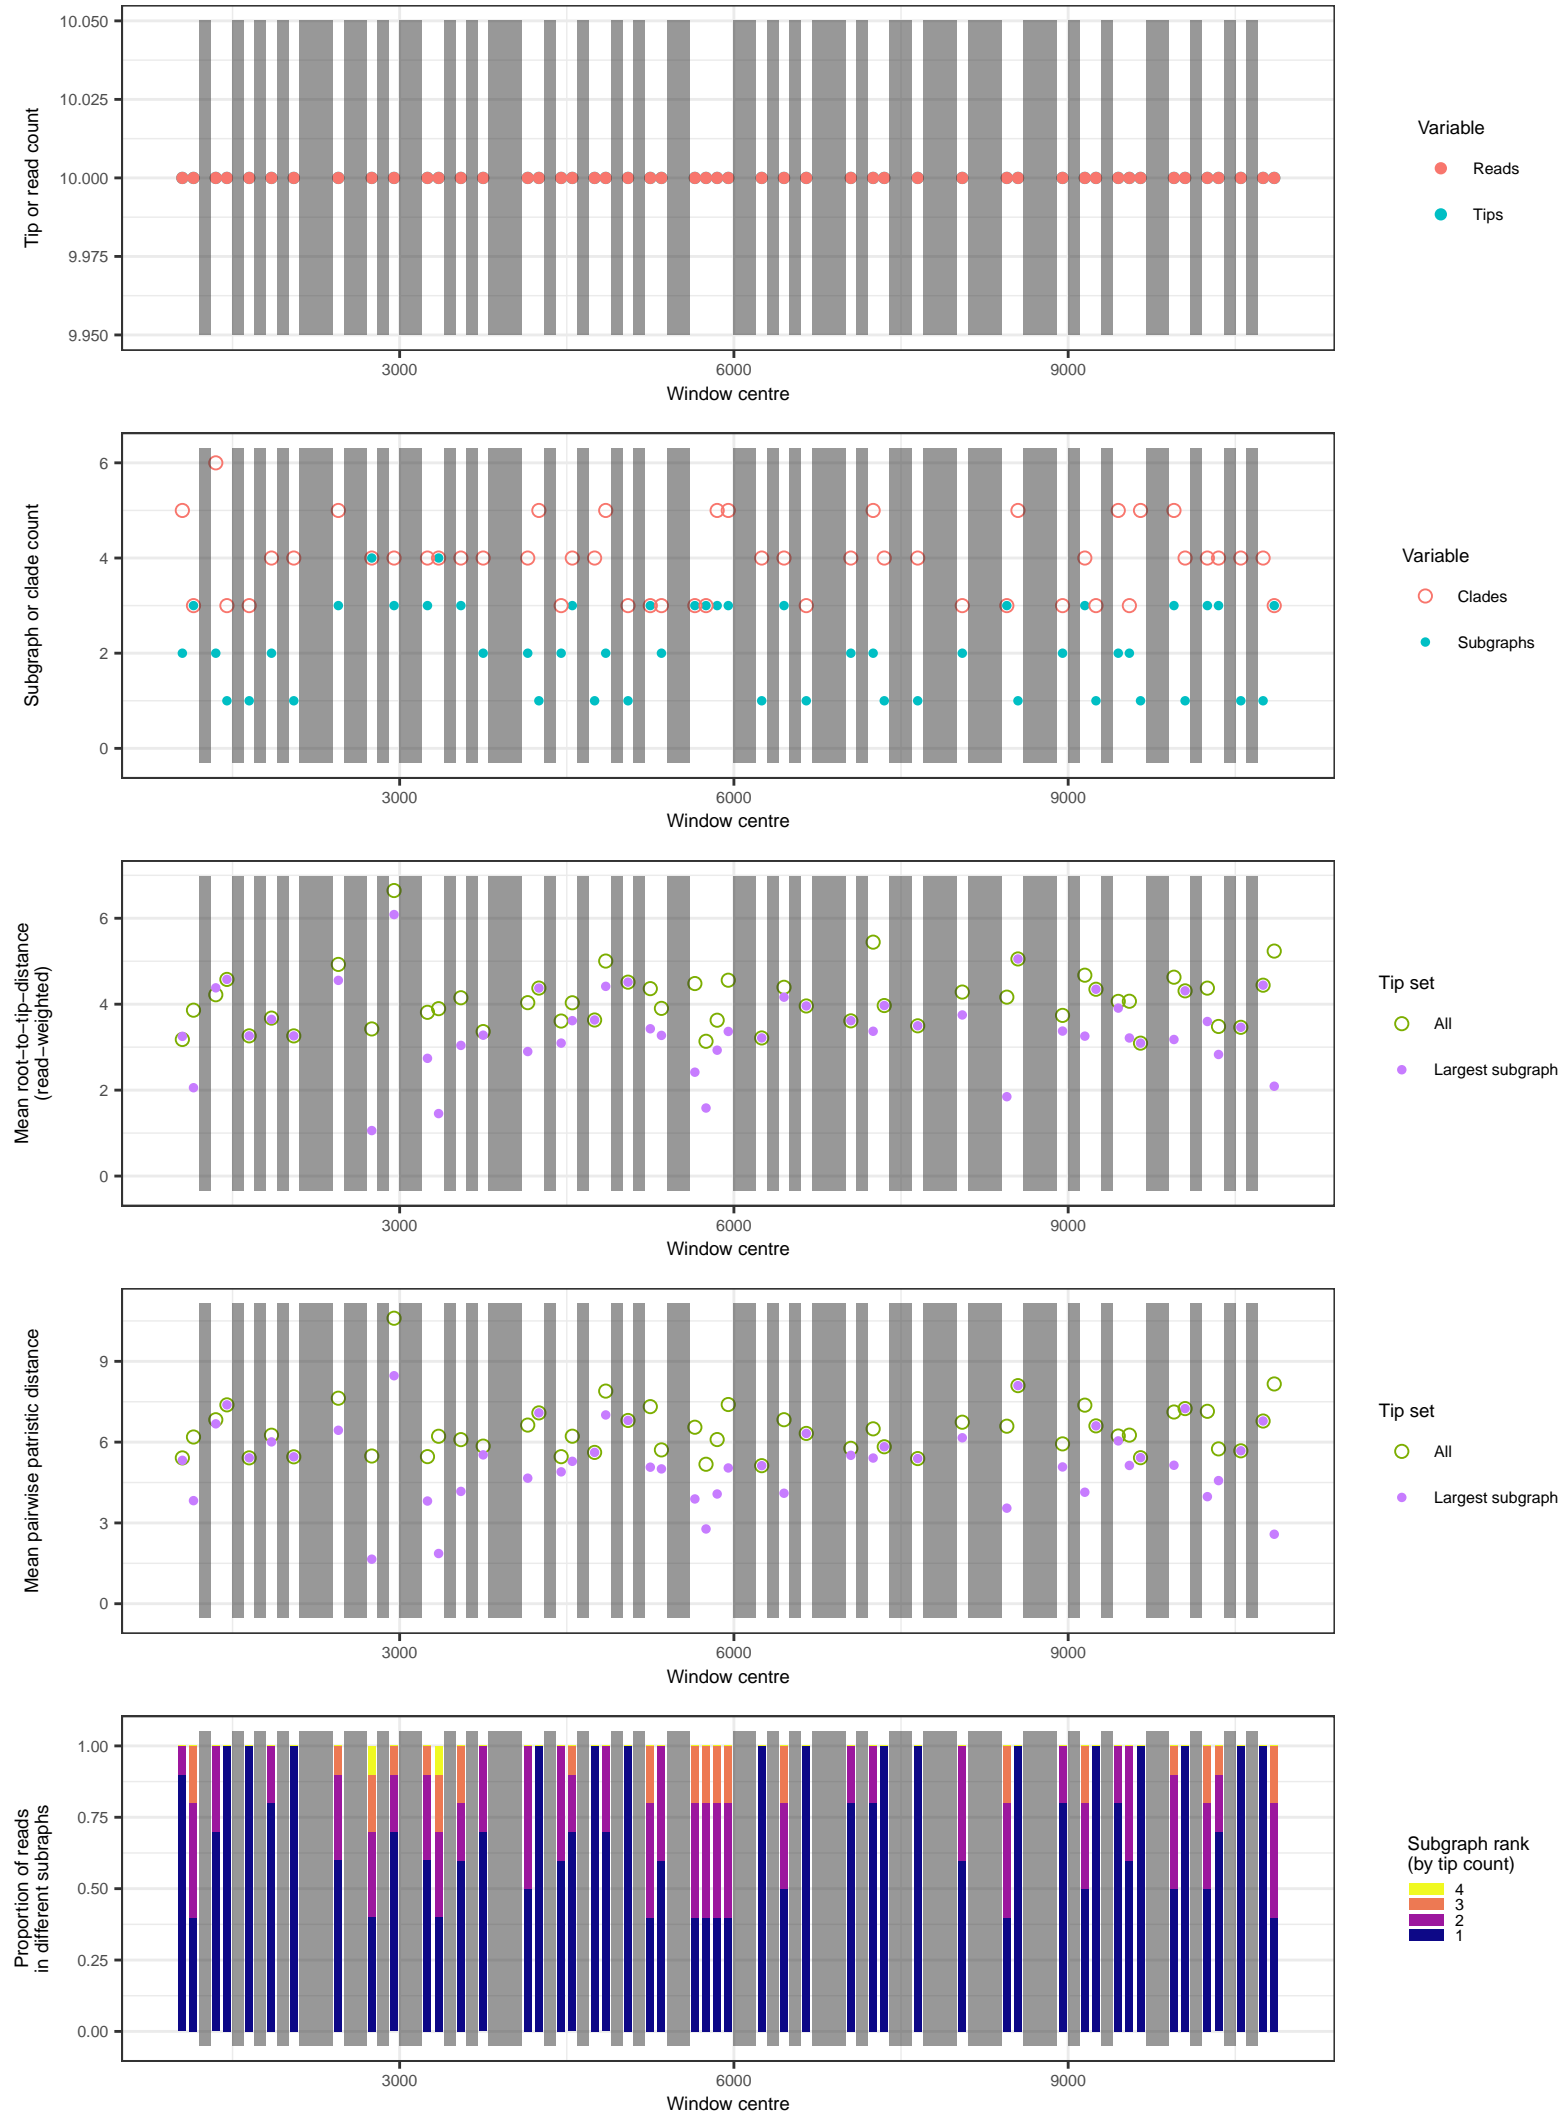 10.050
10.025
10.000
9.975
9.950
Tip or read count
3000
6000
9000
Window centre
Variable
Reads
Tips
6
4
2
0
Subgraph or clade count
3000
6000
9000
Window centre
Variable
Clades
Subgraphs
6
4
2
0
Mean root−to−tip−distance
(read−weighted)
3000
6000
9000
Window centre
Tip set
All
Largest subgraph
9
6
3
0
Mean pairwise patristic distance
3000
6000
9000
Window centre
Tip set
All
Largest subgraph
1.00
0.75
0.50
0.25
0.00
Proportion of reads
in different subraphs
3000
6000
9000
Window centre
Subgraph rank
(by tip count)
4
3
2
1